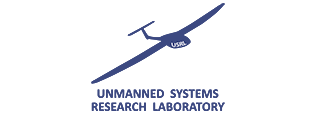 USRL
UNMANNED SYSTEMS
RESEARCH LABORATORY